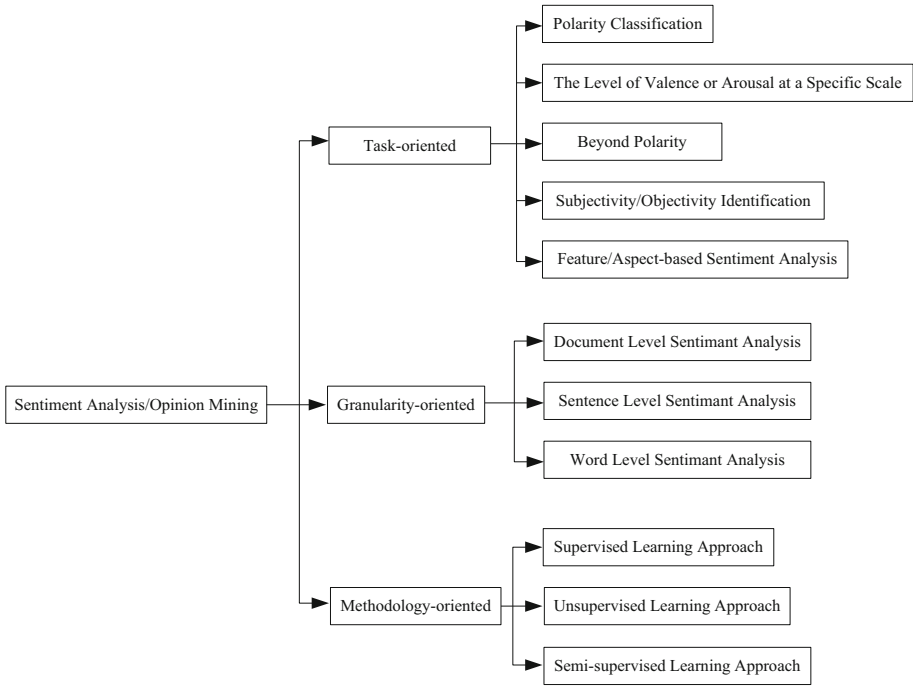 Polarity Classification
The Level of Valence or Arousal at a Specific Scale
Task-oriented
Beyond Polarity
Subjectivity/Objectivity Identification
Feature/Aspect-based Sentiment Analysis
Document Level Sentimant Analysis
Sentiment Analysis/Opinion Mining
Granularity-oriented
Sentence Level Sentimant Analysis
Word Level Sentimant Analysis
Supervised Learning Approach
Methodology-oriented
Unsupervised Learning Approach
Semi-supervised Learning Approach